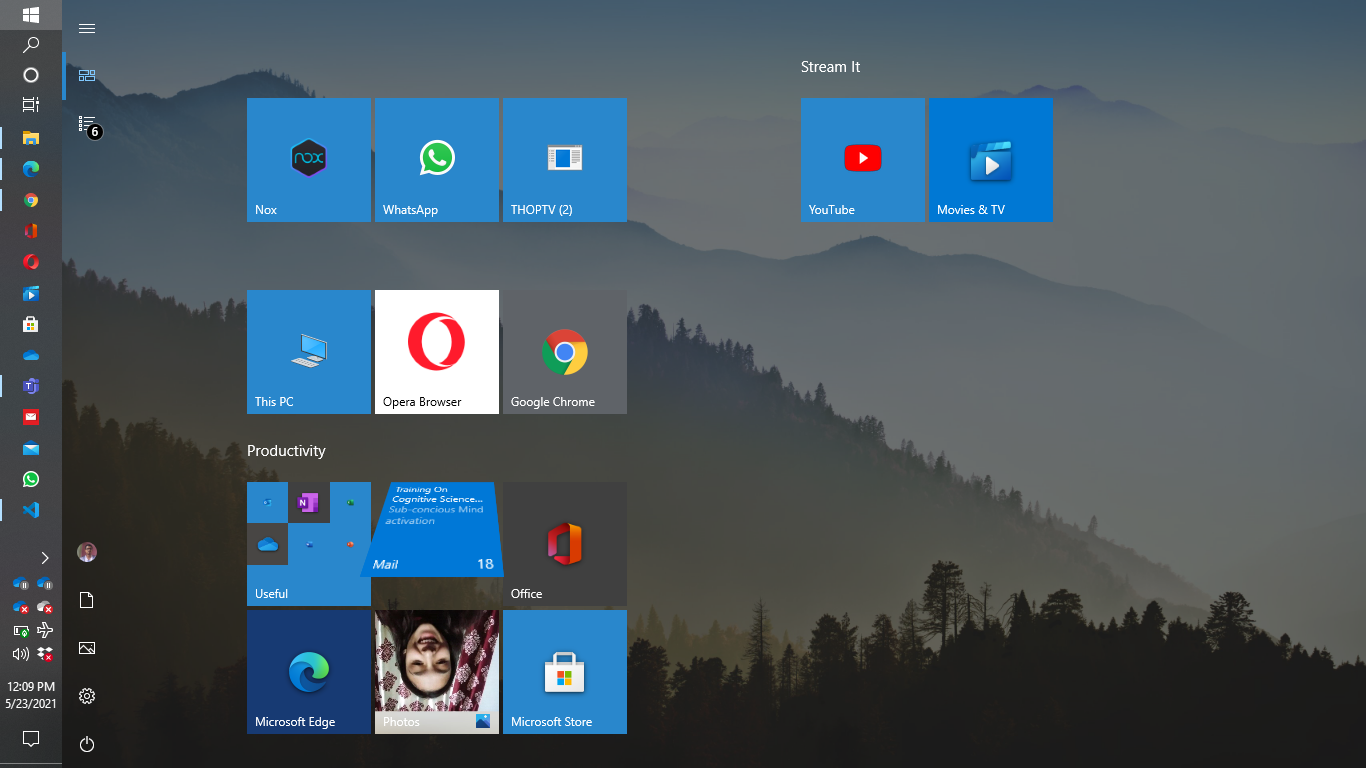 Stream It
nox
Nox
WhatsApp
THOPTV (2)
YouTube
Movies & TV
6
This PC
Opera Browser
Google Chrome
Productivity
N
Useful
Training On
Cognitive Science...
Sub-concious Mind
activation
Mail 18
Office
Microsoft Edge
Photos
Microsoft Store
12:09 PM
5/23/2021